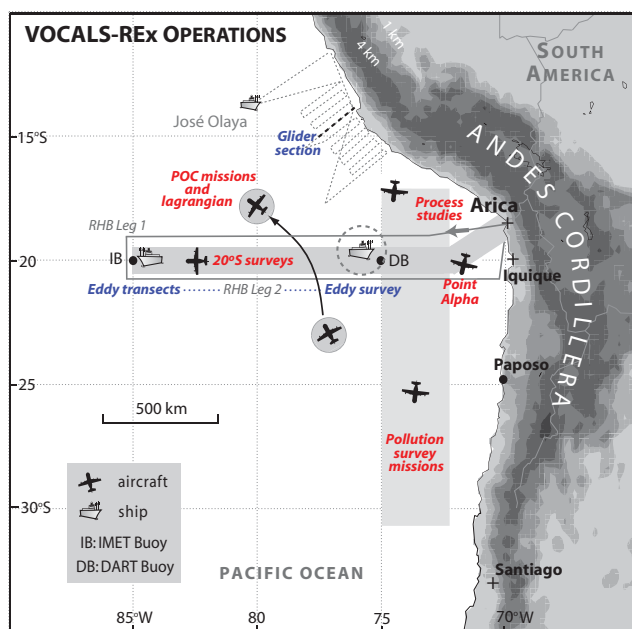 VOCALS-REx OPERATIONS
1 km
4 km
SOUTH
AMERICA
José Olaya
15°S
Glider
section
ANDES CORDILLERA
POC missions
and
lagrangian
Process
studies
Arica
RHB Leg 1
IB
20°S surveys
DB
20
Iquique
Eddy transects
RHB Leg 2
Eddy survey
Point
Alpha
Paposo
25
500 km
Pollution
survey
missions
aircraft
ship
IB: IMET Buoy
DB: DART Buoy
30°S
PACIFIC OCEAN
Santiago
85°W
80
75
70°W